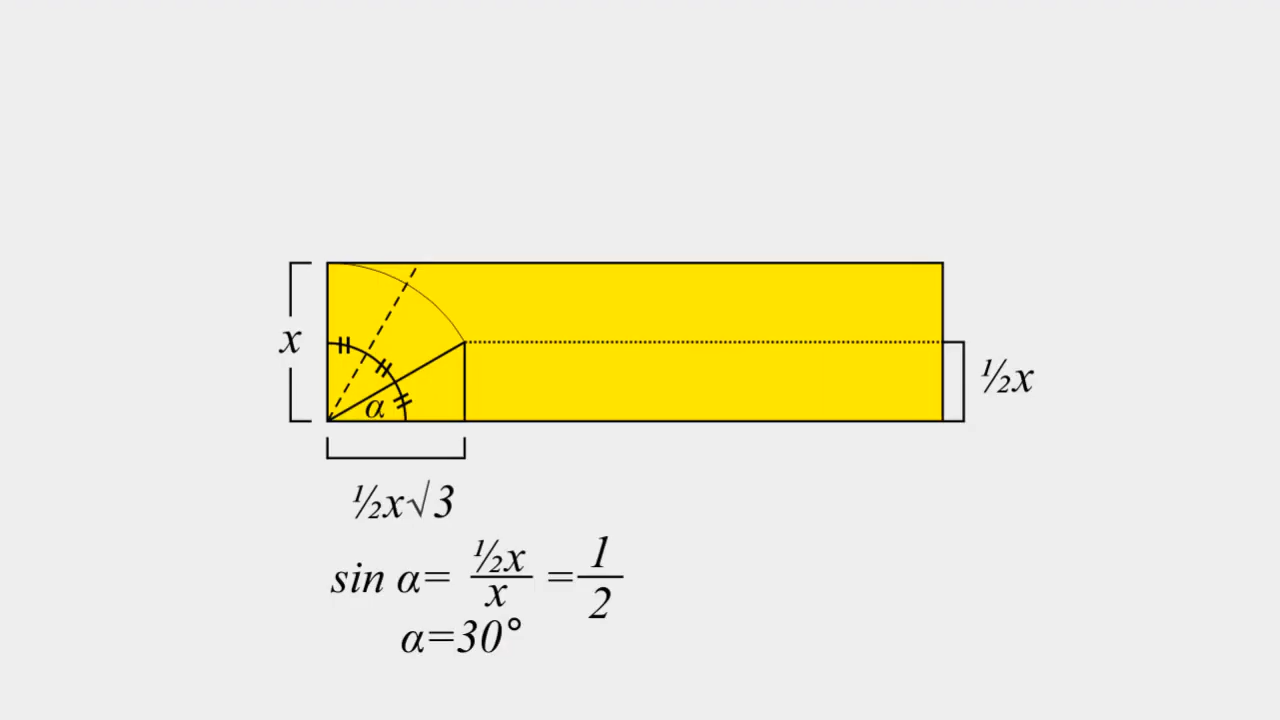 x
α
½x
½x√3
sin α= ½x/x =1/2
α=30°